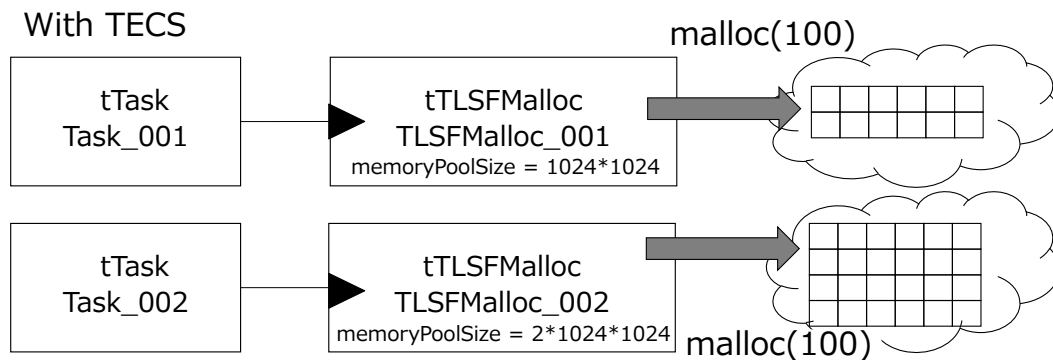 With TECS
malloc(100)
tTask
Task_001
tTLSFMalloc
TLSFMalloc_001
memoryPoolSize = 1024*1024
tTask
Task_002
tTLSFMalloc
TLSFMalloc_002
memoryPoolSize = 2*1024*1024
malloc(100)